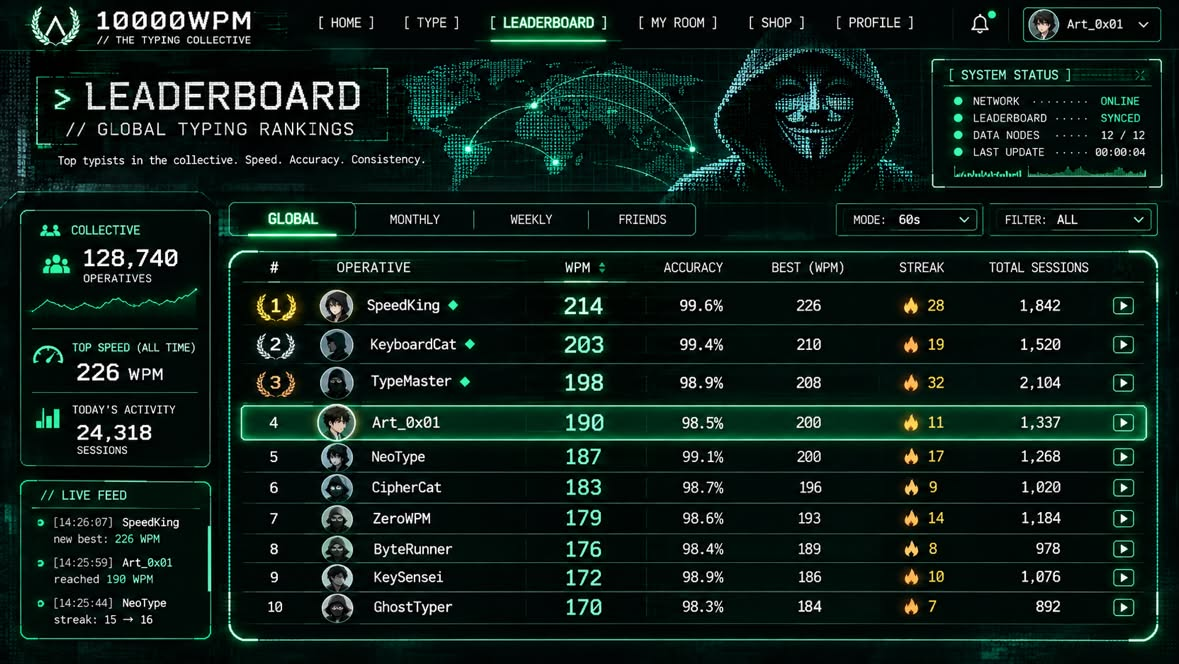 10000WPM
// THE TYPING COLLECTIVE
[ HOME ] [ TYPE ] [ LEADERBOARD ] [ MY ROOM ] [ SHOP ] [ PROFILE ]
Art_0x01
> LEADERBOARD
// GLOBAL TYPING RANKINGS
Top typists in the collective. Speed. Accuracy. Consistency.
[ SYSTEM STATUS ]
NETWORK ········ ONLINE
LEADERBOARD ····· SYNCED
DATA NODES ····· 12 / 12
LAST UPDATE ····· 00:00:04
COLLECTIVE
128,740
OPERATIVES
TOP SPEED (ALL TIME)
226 WPM
TODAY'S ACTIVITY
24,318
SESSIONS
// LIVE FEED
[14:26:07] SpeedKing
new best: 226 WPM
[14:25:59] Art_0x01
reached 190 WPM
[14:25:44] NeoType
streak: 15 → 16
GLOBAL MONTHLY WEEKLY FRIENDS
MODE: 60s
FILTER: ALL
# OPERATIVE WPM ACCURACY BEST (WPM) STREAK TOTAL SESSIONS
1 SpeedKing 214 99.6% 226 28 1,842
2 KeyboardCat 203 99.4% 210 19 1,520
3 TypeMaster 198 98.9% 208 32 2,104
4 Art_0x01 190 98.5% 200 11 1,337
5 NeoType 187 99.1% 200 17 1,268
6 CipherCat 183 98.7% 196 9 1,020
7 ZeroWPM 179 98.6% 193 14 1,184
8 ByteRunner 176 98.4% 189 8 978
9 KeySensei 172 98.9% 186 10 1,076
10 GhostTyper 170 98.3% 184 7 892